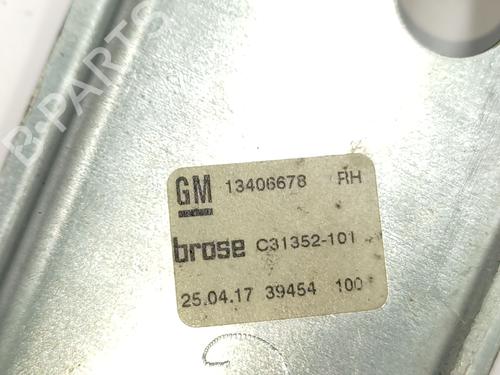 B-PARTS
GM 13406678 RH
brose C31352-101
25.04.17 39454 100